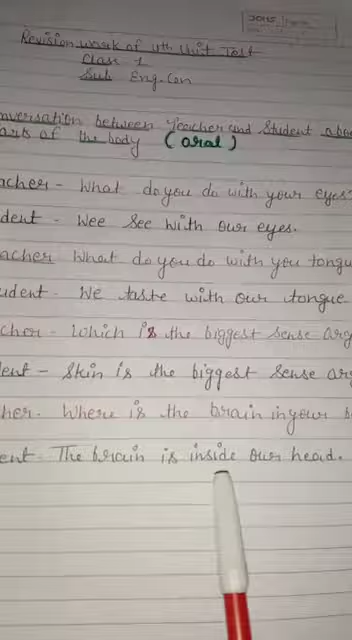 Revision work of 4th Unit Test
Class 1
Sub Eng. Con
nversation between Teacher and Student abou
arts of the body (oral)
acher - What do you do with your eyes
dent - Wee See with our eyes.
acher What do you do with you tongu
udent - We taste with our tongue
cher - Which is the biggest sense org
dent - Skin is the biggest sense org
her. Where is the brain in your b
ent - The brain is inside our head.